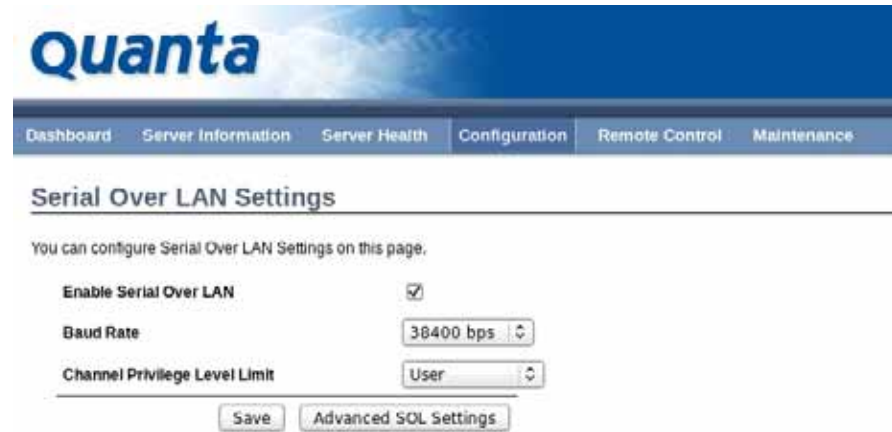 Quanta
Dashboard Server Information Server Health Configuration Remote Control Maintenance
Serial Over LAN Settings
You can configure Serial Over LAN Settings on this page.
Enable Serial Over LAN
Baud Rate 38400 bps
Channel Privilege Level Limit User
Save Advanced SOL Settings